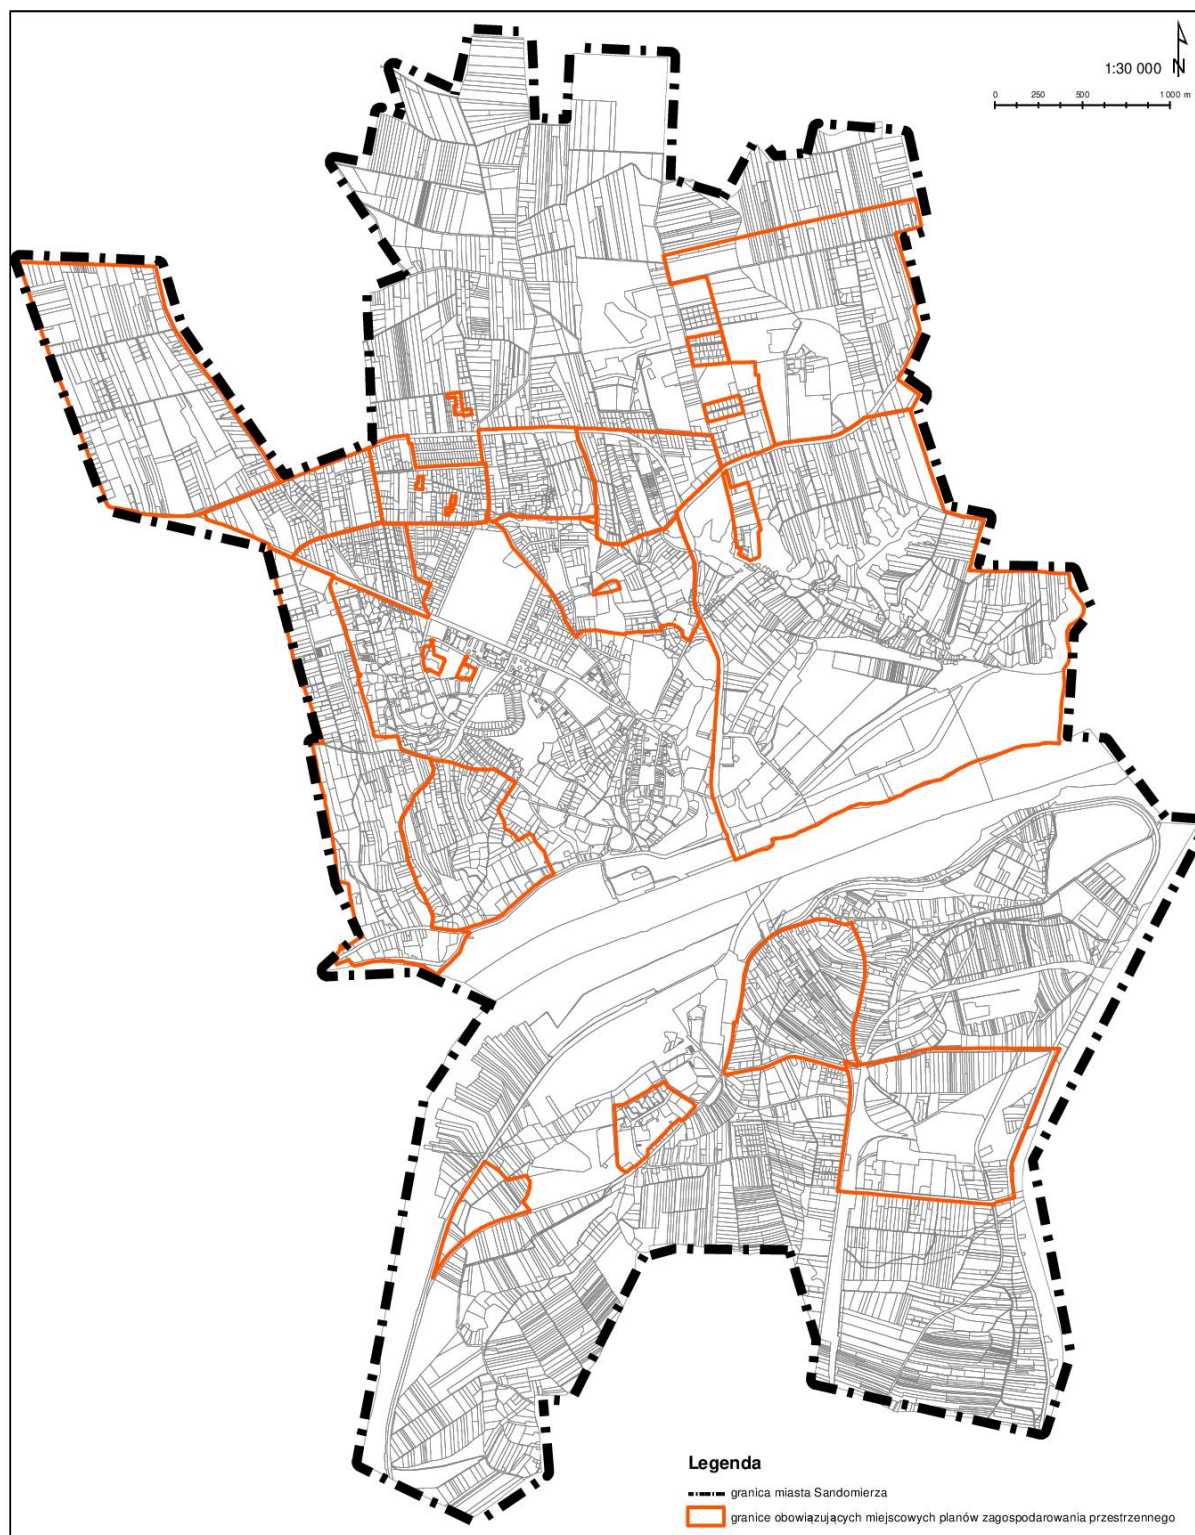 1:30 000
N
0 250 500 1 000 m
Legenda
granica miasta Sandomierza
granice obowiązujących miejscowych planów zagospodarowania przestrzennego